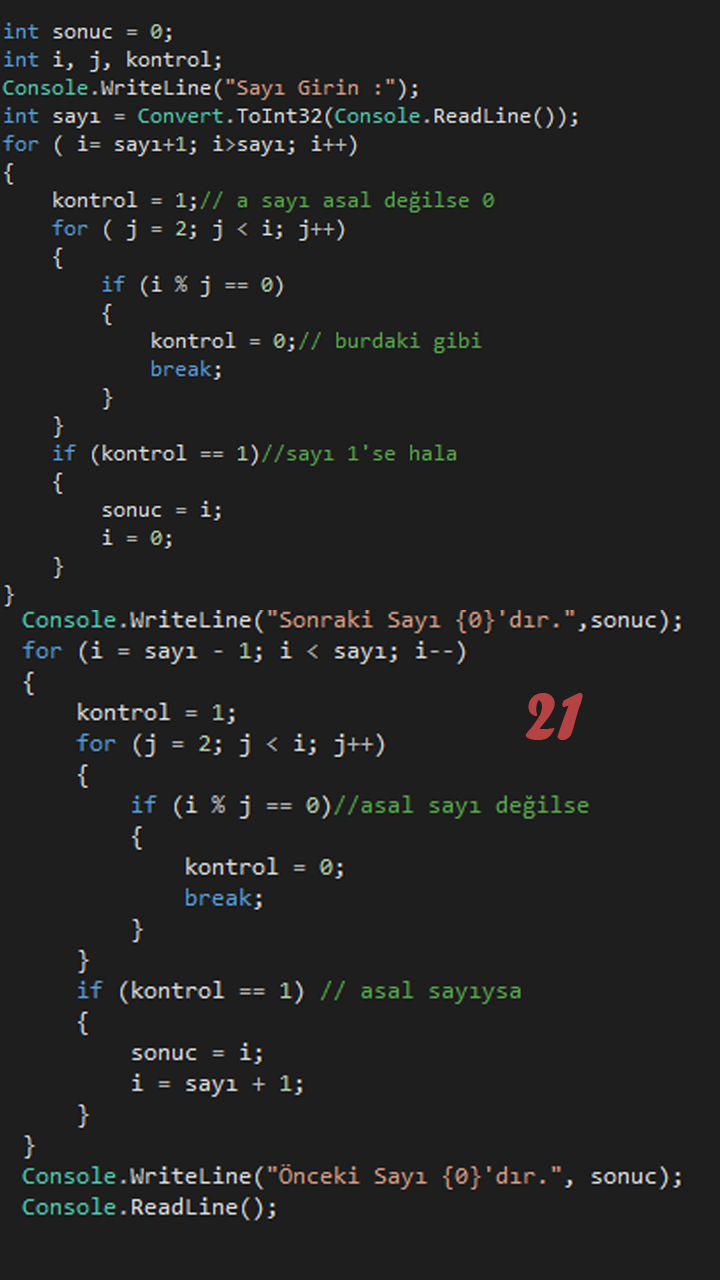 int sonuc = 0;
int i, j, kontrol;
Console.WriteLine("Sayı Girin :");
int sayı = Convert.ToInt32(Console.ReadLine());
for ( i= sayı+1; i>sayı; i++)
{
    kontrol = 1;// a sayı asal değilse 0
    for ( j = 2; j < i; j++)
    {
        if (i % j == 0)
        {
            kontrol = 0;// burdaki gibi
            break;
        }
    }
    if (kontrol == 1)//sayı 1'se hala
    {
        sonuc = i;
        i = 0;
    }
}
Console.WriteLine("Sonraki Sayı {0}'dır.",sonuc);
for (i = sayı - 1; i < sayı; i--)
{
    kontrol = 1;
21
    for (j = 2; j < i; j++)
    {
        if (i % j == 0)//asal sayı değilse
        {
            kontrol = 0;
            break;
        }
    }
    if (kontrol == 1) // asal sayıysa
    {
        sonuc = i;
        i = sayı + 1;
    }
}
Console.WriteLine("Önceki Sayı {0}'dır.", sonuc);
Console.ReadLine();